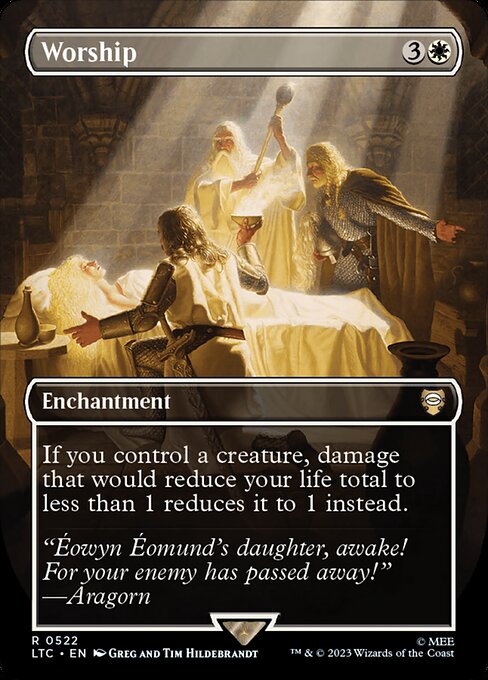 Worship 3
Enchantment
If you control a creature, damage
that would reduce your life total to
less than 1 reduces it to 1 instead.
“Éowyn Éomund’s daughter, awake!
For your enemy has passed away!”
—Aragorn
R 0522
LTC • EN Greg and Tim Hildebrandt
© MEE
™ & © 2023 Wizards of the Coast